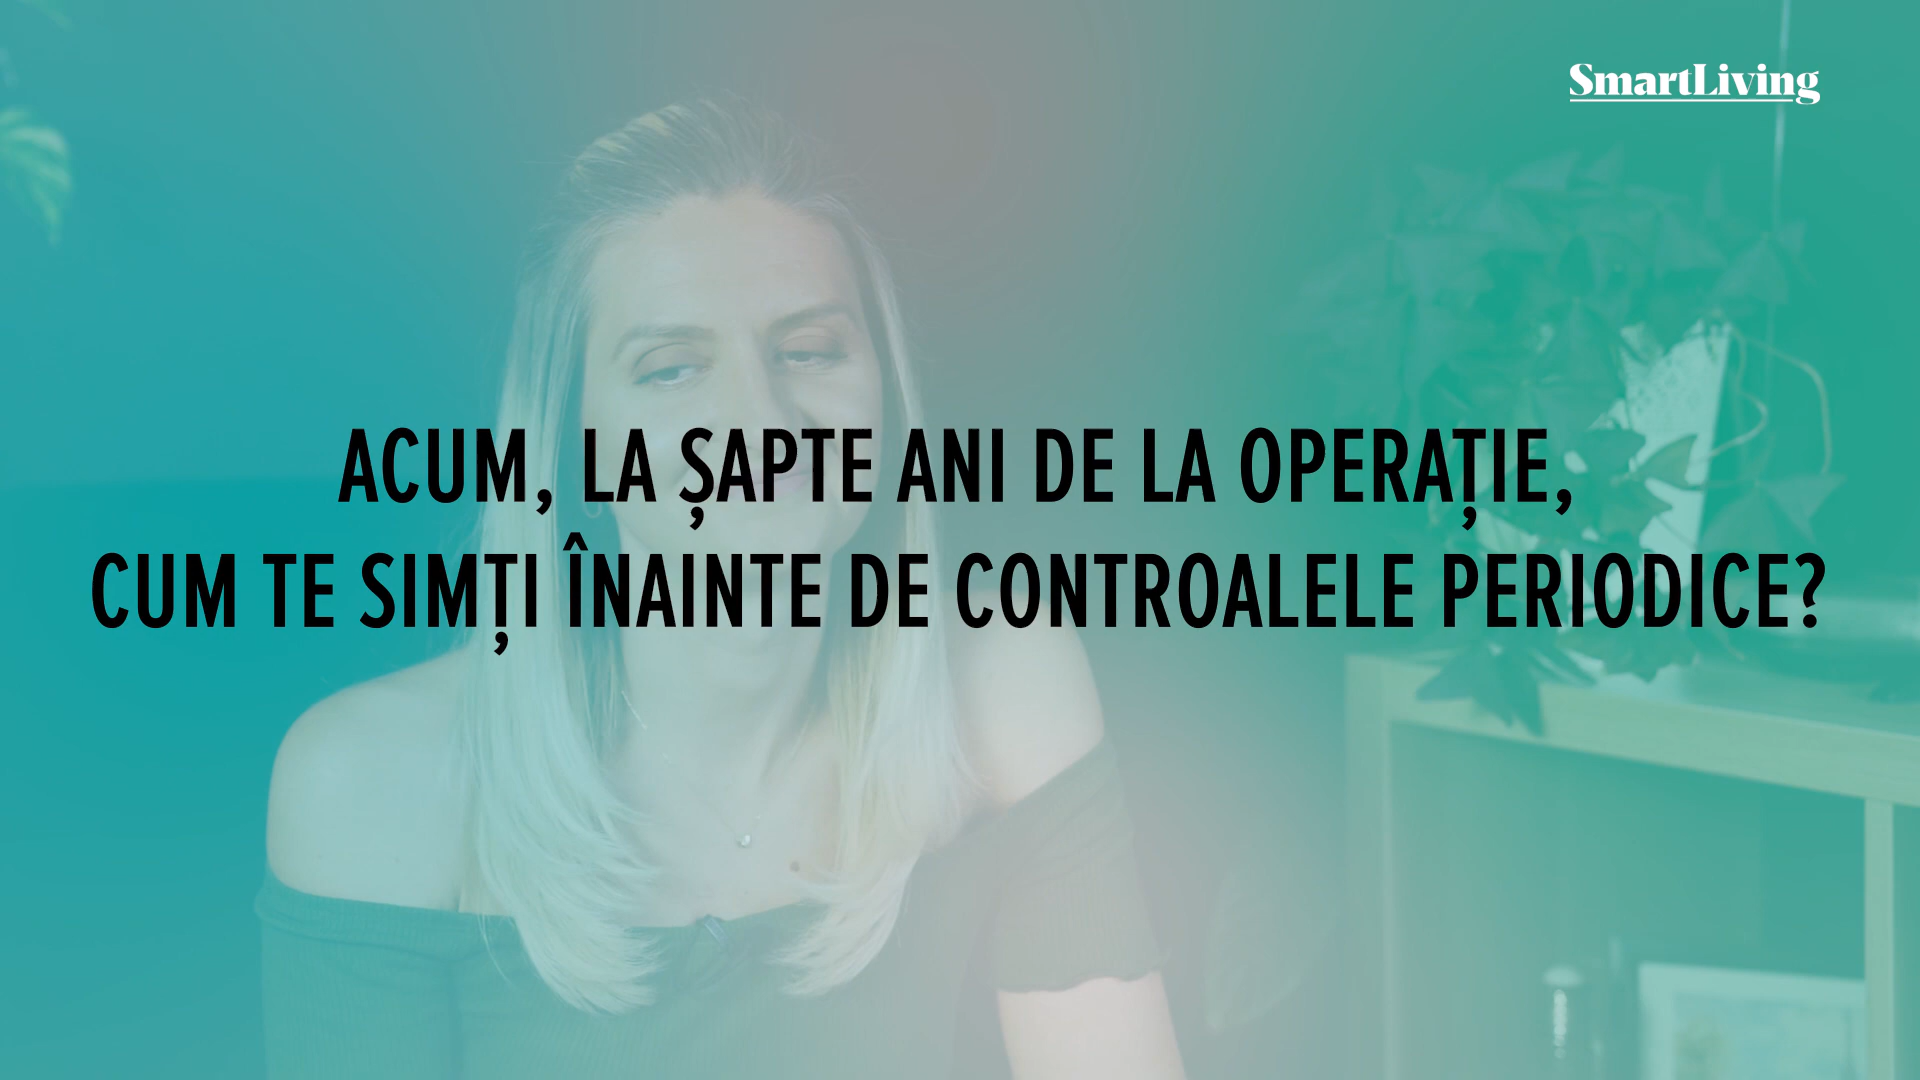 SmartLiving
ACUM, LA ȘAPTE ANI DE LA OPERAȚIE,
CUM TE SIMȚI ÎNAINTE DE CONTROALELE PERIODICE?